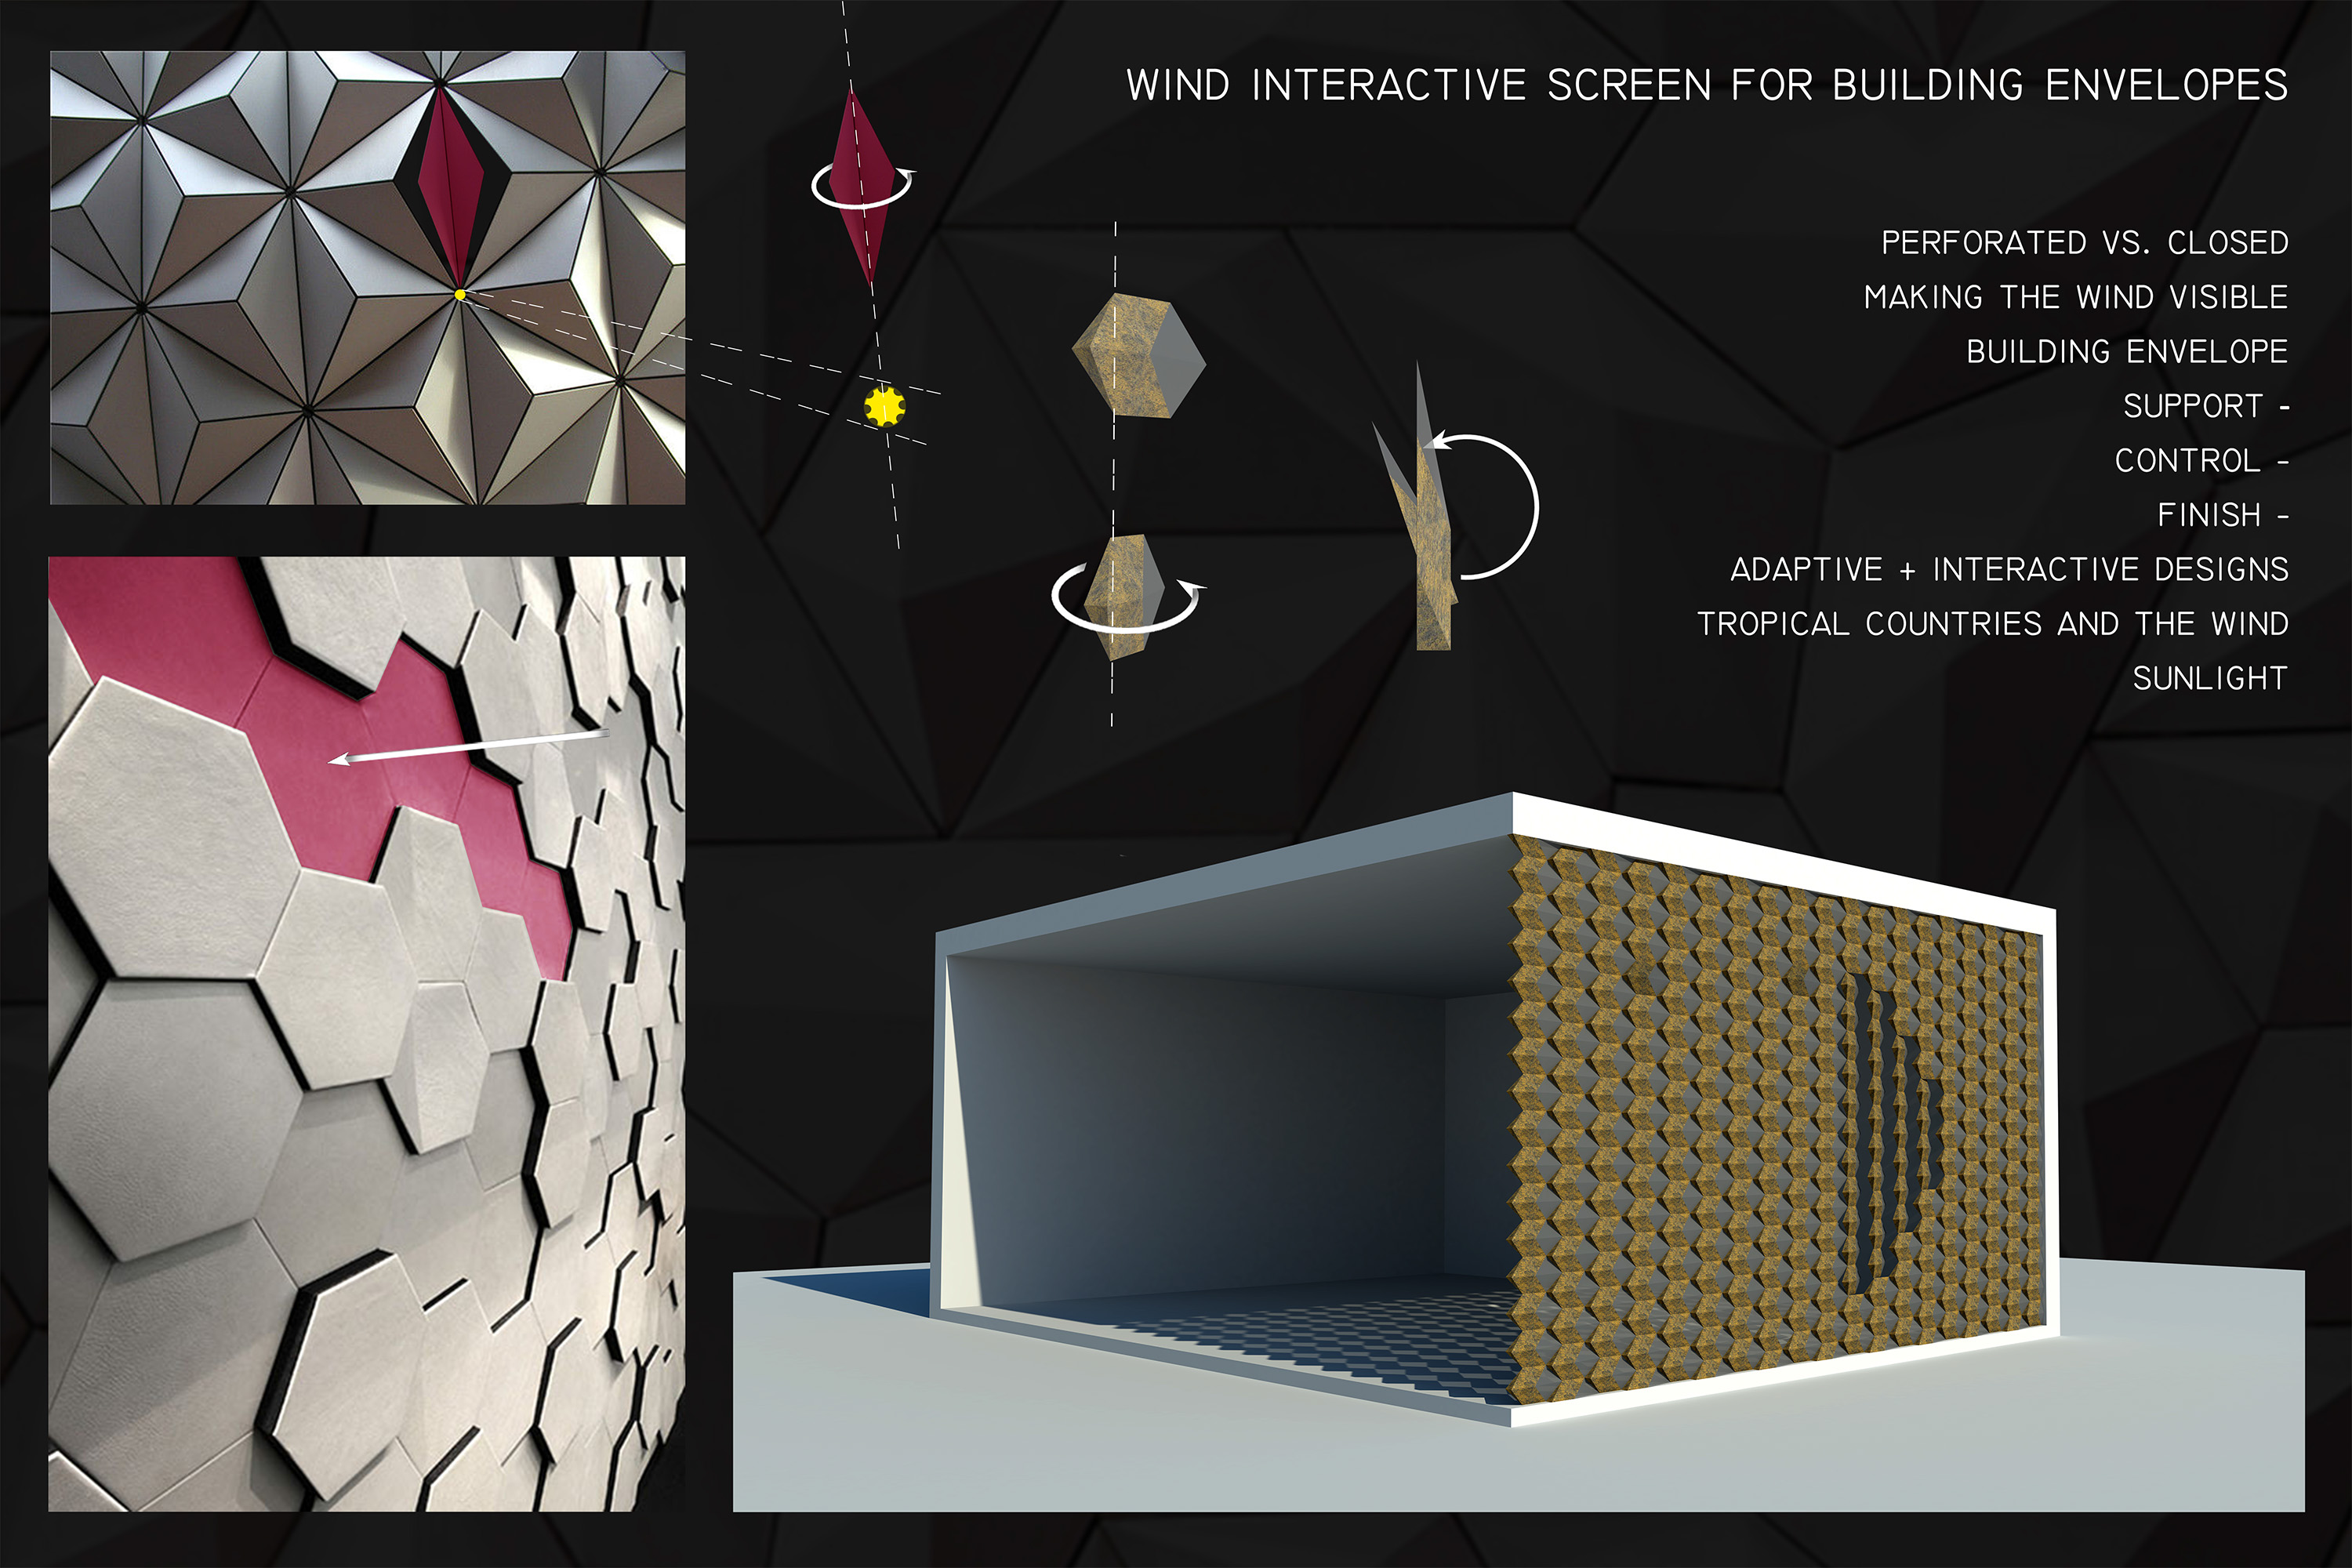 WIND INTERACTIVE SCREEN FOR BUILDING ENVELOPES
PERFORATED VS. CLOSED
MAKING THE WIND VISIBLE
BUILDING ENVELOPE
SUPPORT -
CONTROL -
FINISH -
ADAPTIVE + INTERACTIVE DESIGNS
TROPICAL COUNTRIES AND THE WIND
SUNLIGHT